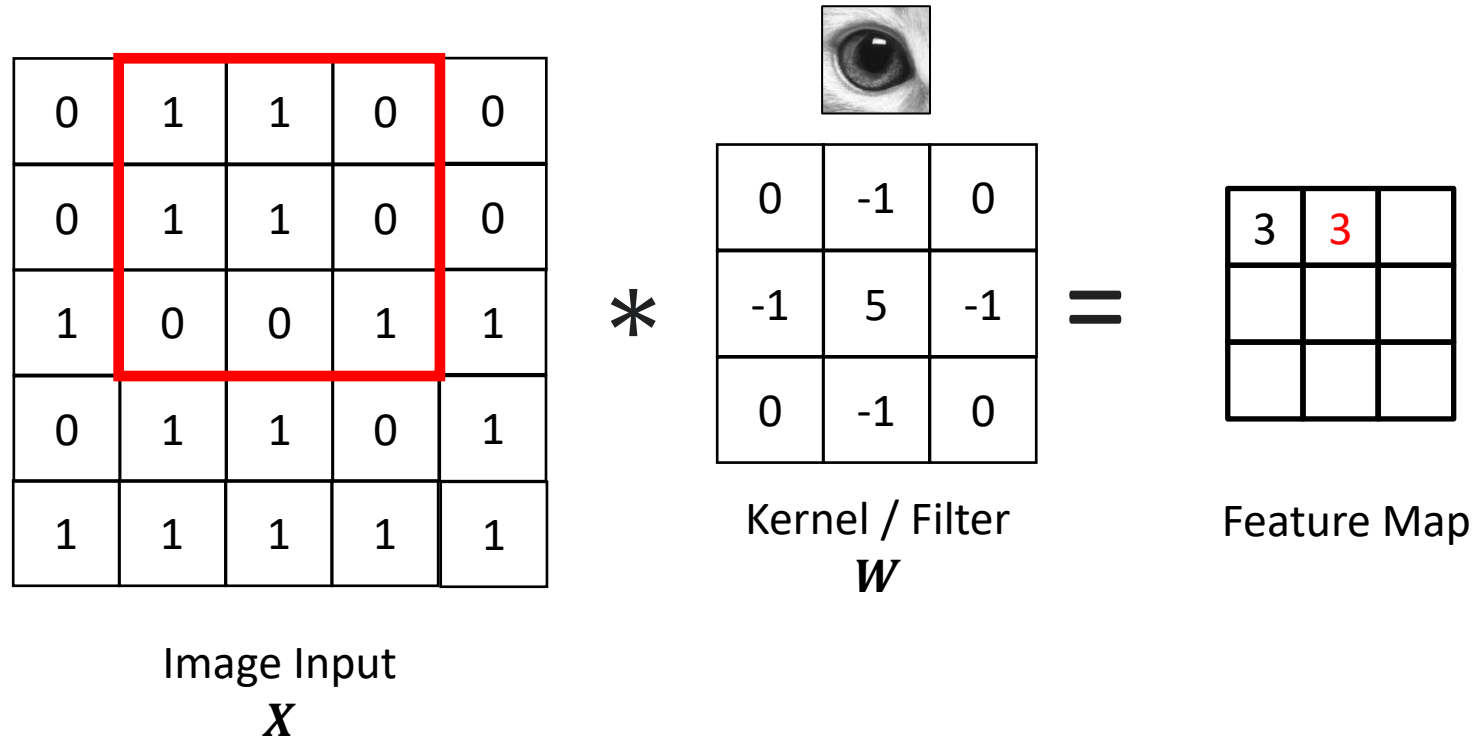 0 1 1 0 0
0 1 1 0 0
1 0 0 1 1
0 1 1 0 1
1 1 1 1 1
Image Input
X
*
0 -1 0
-1 5 -1
0 -1 0
Kernel / Filter
W
=
3 3
Feature Map